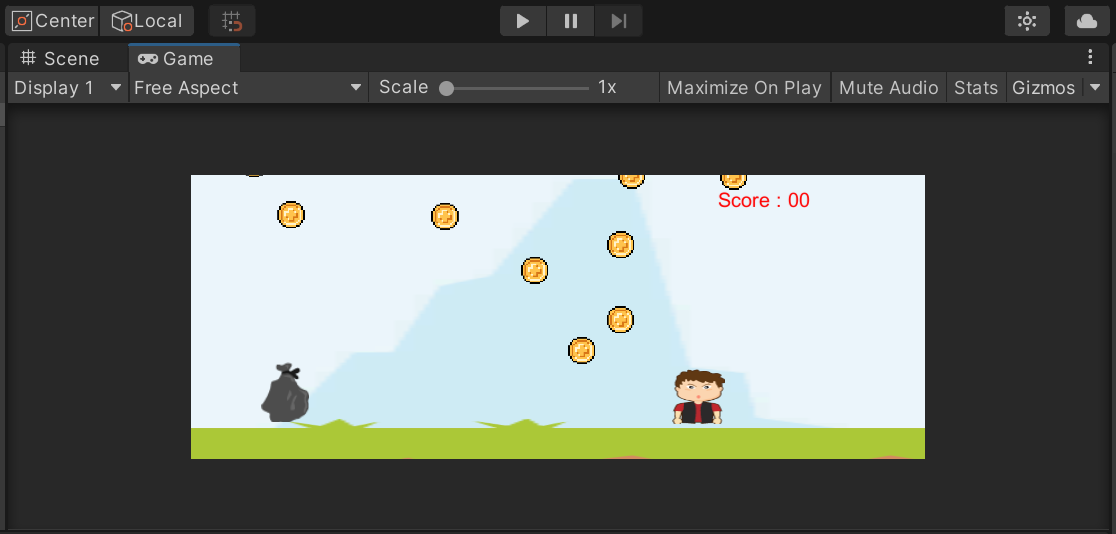 Center Local
Scene Game
Display 1 Free Aspect Scale 1x Maximize On Play Mute Audio Stats Gizmos
Score : 00